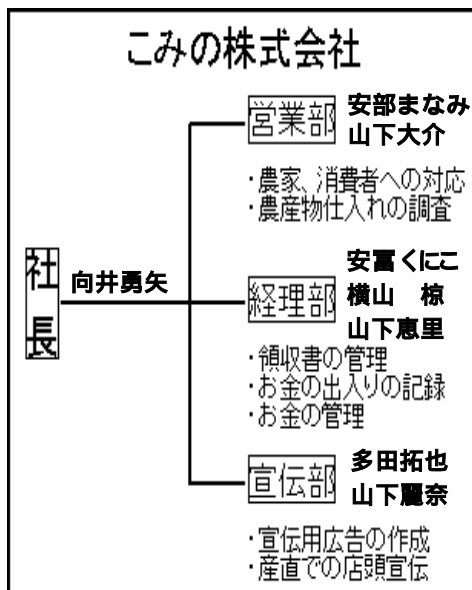 こみの株式会社
営業部
安部まなみ
山下大介
・農家、消費者への対応
・農産物仕入れの調査
社長
向井勇矢
経理部
安冨くにこ
横山 椋
山下恵里
・領収書の管理
・お金の出入りの記録
・お金の管理
宣伝部
多田拓也
山下麗奈
・宣伝用広告の作成
・産直での店頭宣伝